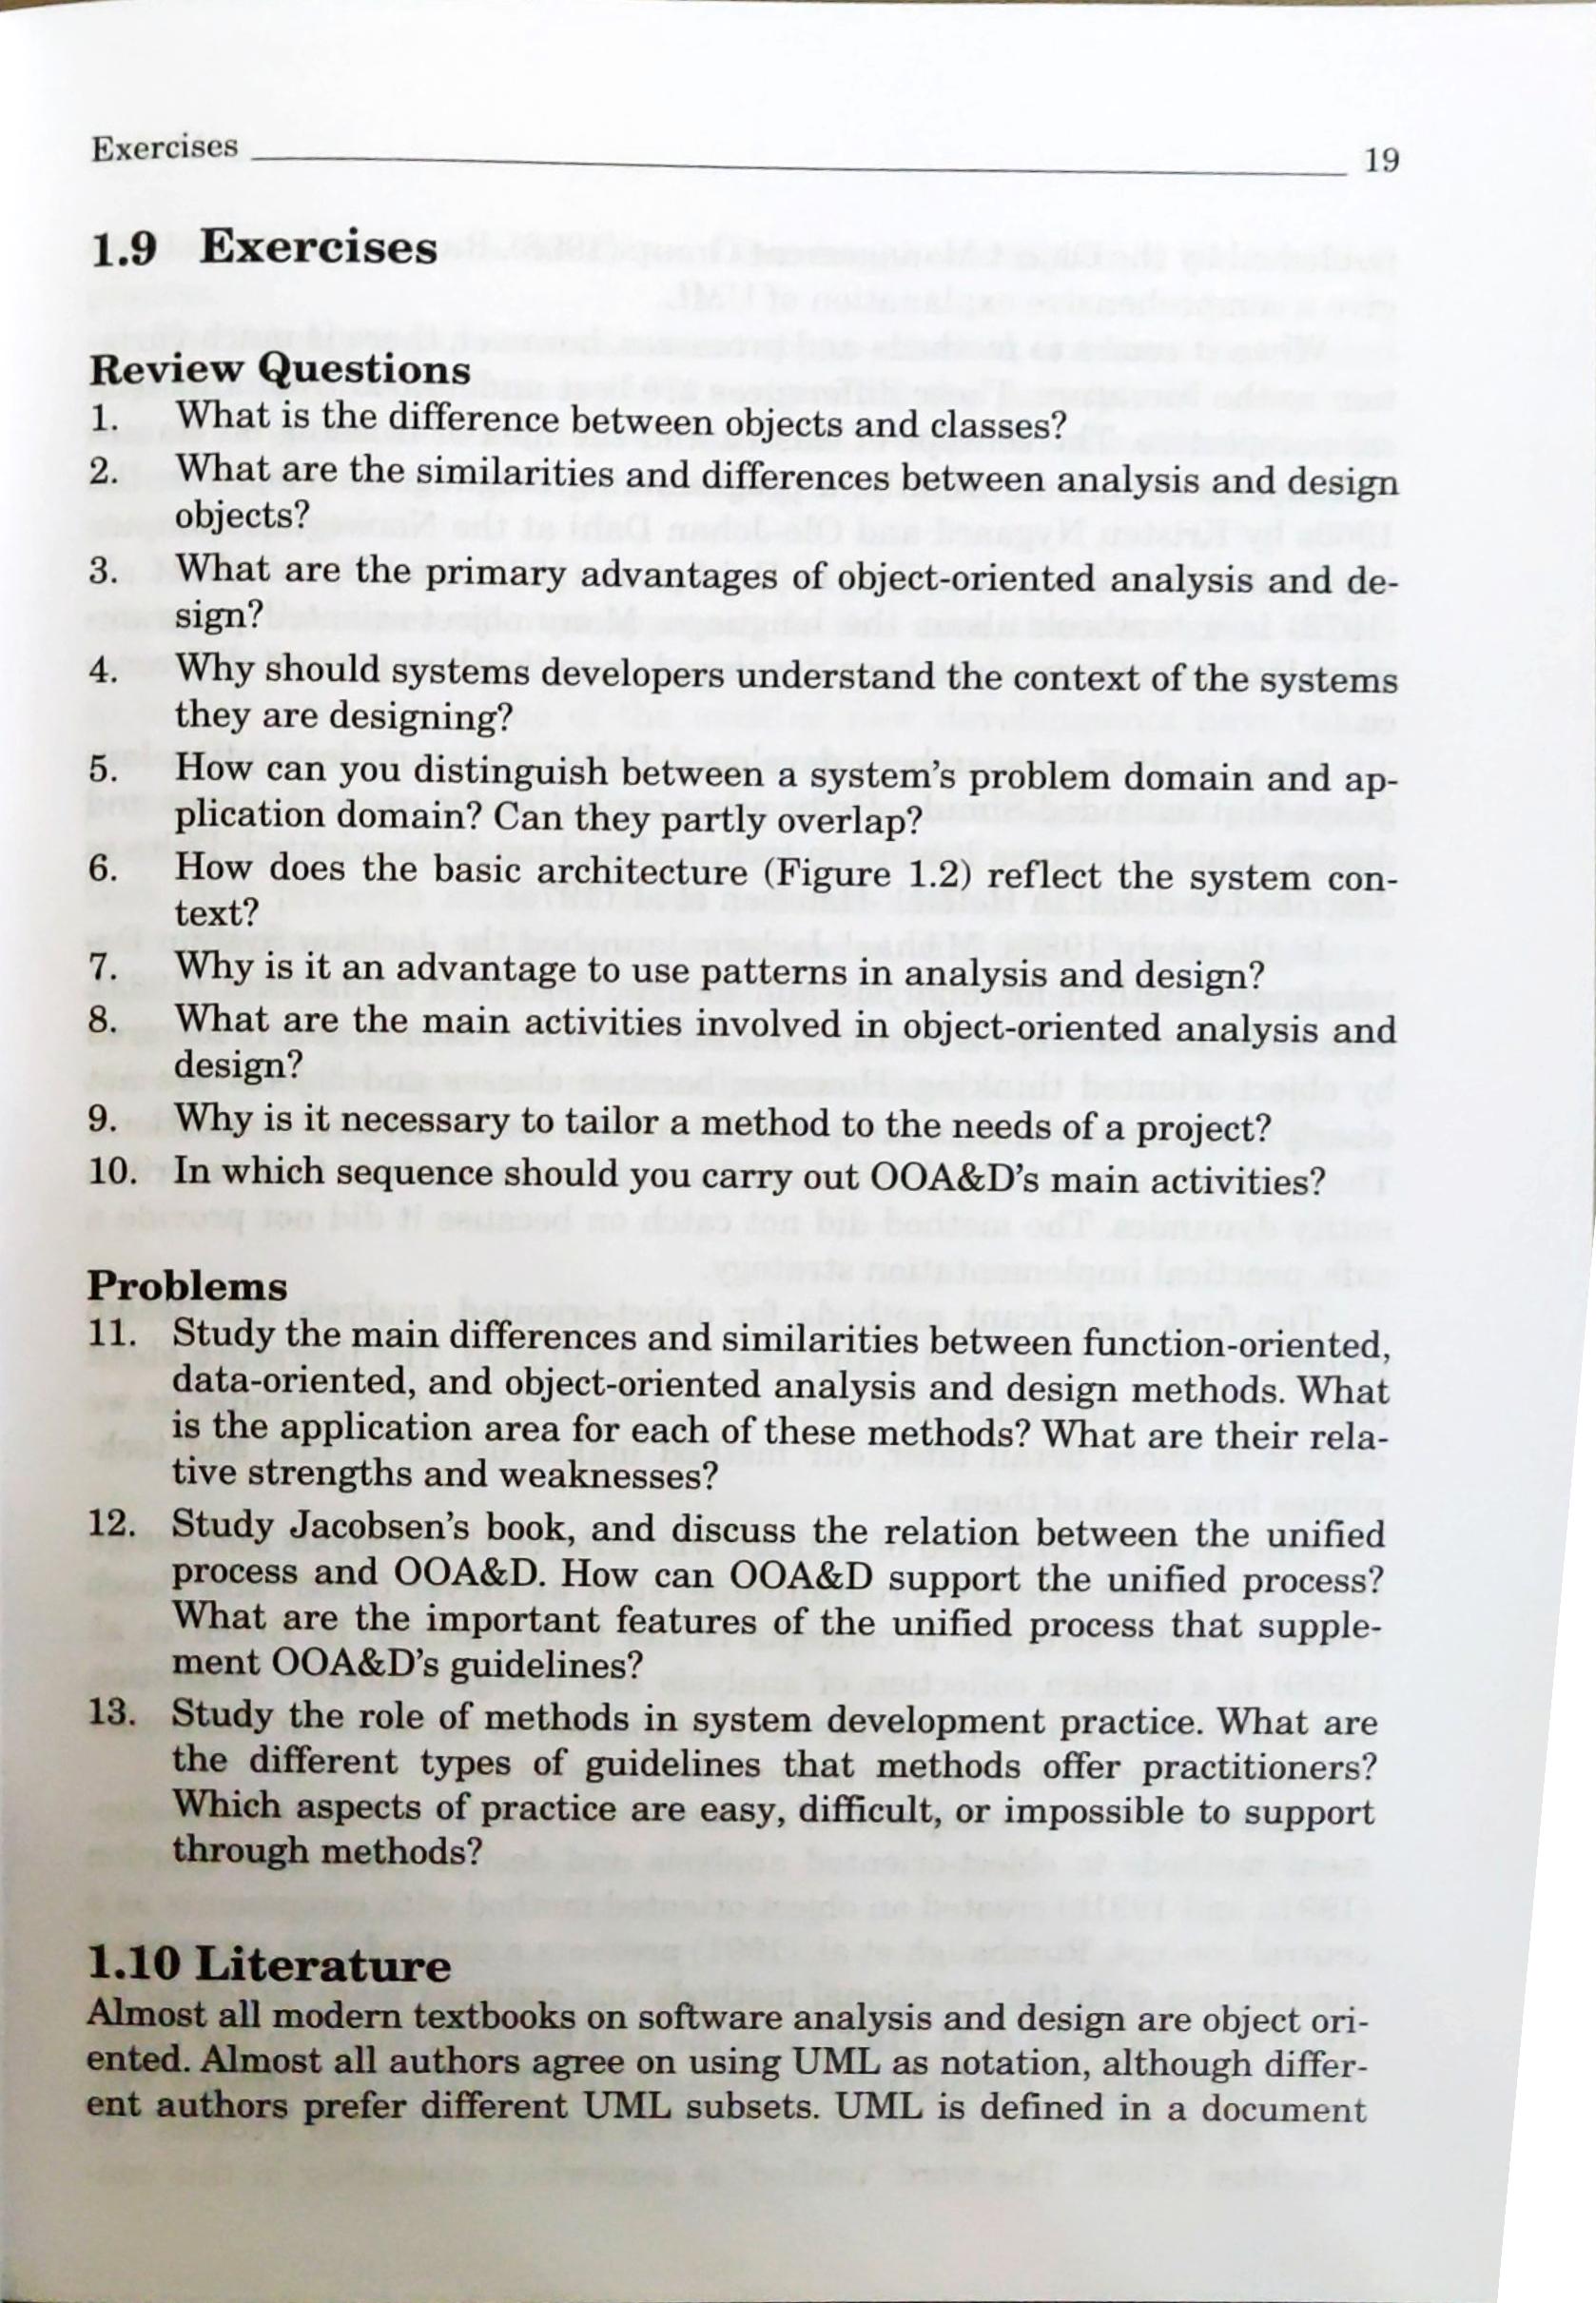 Exercises 19
1.9 Exercises
Review Questions
1. What is the difference between objects and classes?
2. What are the similarities and differences between analysis and design
objects?
3. What are the primary advantages of object-oriented analysis and de-
sign?
4. Why should systems developers understand the context of the systems
they are designing?
5. How can you distinguish between a system's problem domain and ap-
plication domain? Can they partly overlap?
6. How does the basic architecture (Figure 1.2) reflect the system con-
text?
7. Why is it an advantage to use patterns in analysis and design?
8. What are the main activities involved in object-oriented analysis and
design?
9. Why is it necessary to tailor a method to the needs of a project?
10. In which sequence should you carry out OOA&D's main activities?
Problems
11. Study the main differences and similarities between function-oriented,
data-oriented, and object-oriented analysis and design methods. What
is the application area for each of these methods? What are their rela-
tive strengths and weaknesses?
12. Study Jacobsen's book, and discuss the relation between the unified
process and OOA&D. How can OOA&D support the unified process?
What are the important features of the unified process that supple-
ment OOA&D's guidelines?
13. Study the role of methods in system development practice. What are
the different types of guidelines that methods offer practitioners?
Which aspects of practice are easy, difficult, or impossible to support
through methods?
1.10 Literature
Almost all modern textbooks on software analysis and design are object ori-
ented. Almost all authors agree on using UML as notation, although differ-
ent authors prefer different UML subsets. UML is defined in a document